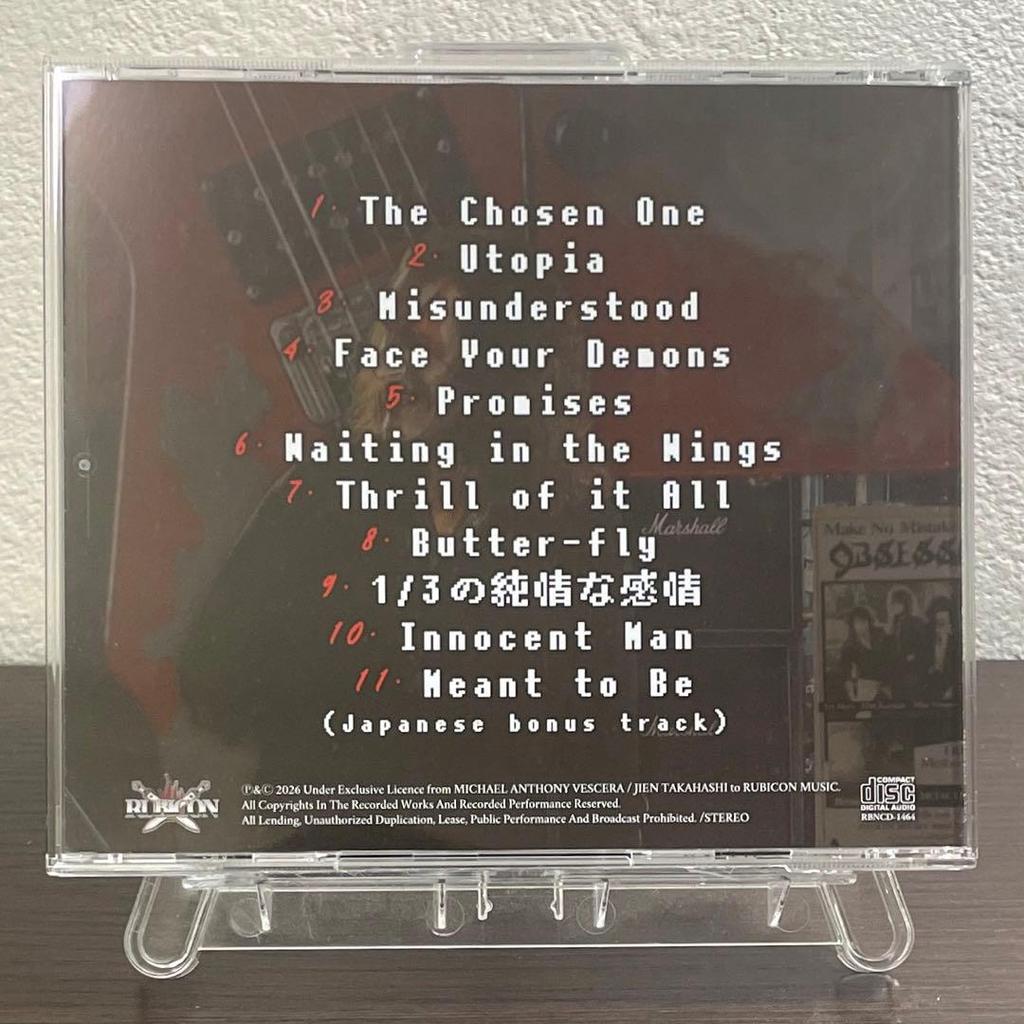 1. The Chosen One
2. Utopia
3. Misunderstood
4. Face Your Demons
5. Promises
6. Waiting in the Wings
7. Thrill of it All
Marshall
8. Butter-fly
Make No Mistake
OBSESS
9. 1/3の純情な感情
10. Innocent Man
11. Meant to Be
(Japanese bonus track)
Marshall
RUBICON
℗&© 2026 Under Exclusive Licence from MICHAEL ANTHONY VESCERA / JIEN TAKAHASHI to RUBICON MUSIC.
All Copyrights In The Recorded Works And Recorded Performance Reserved.
All Lending, Unauthorized Duplication, Lease, Public Performance And Broadcast Prohibited. /STEREO
COMPACT
disc
DIGITAL AUDIO
RBNCD-1464